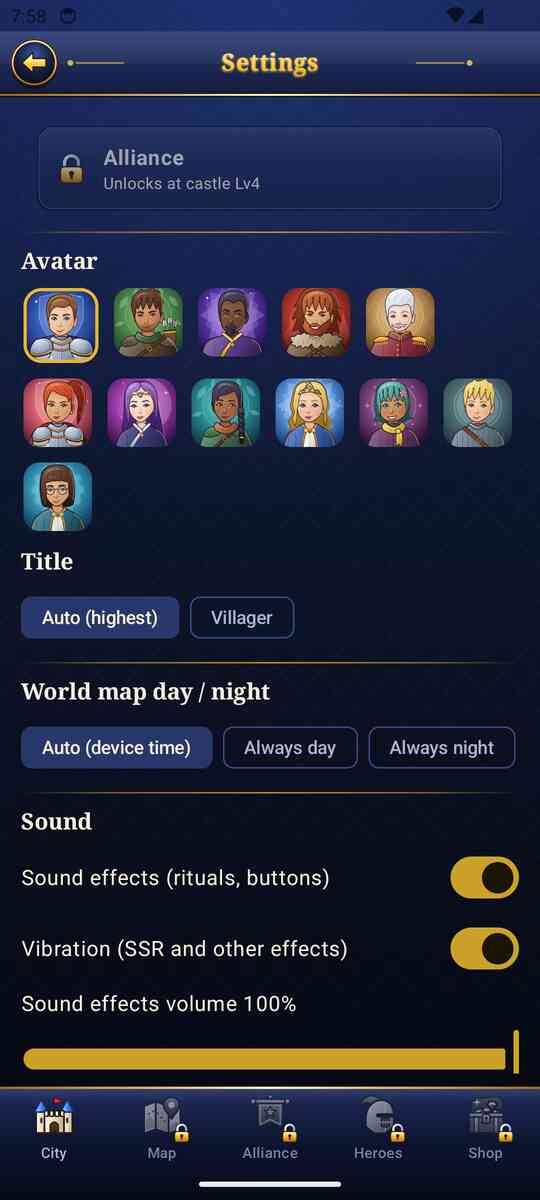 7:58
Settings
Alliance
Unlocks at castle Lv4
Avatar
Title
Auto (highest)
Villager
World map day / night
Auto (device time)
Always day
Always night
Sound
Sound effects (rituals, buttons)
Vibration (SSR and other effects)
Sound effects volume 100%
City
Map
Alliance
Heroes
Shop